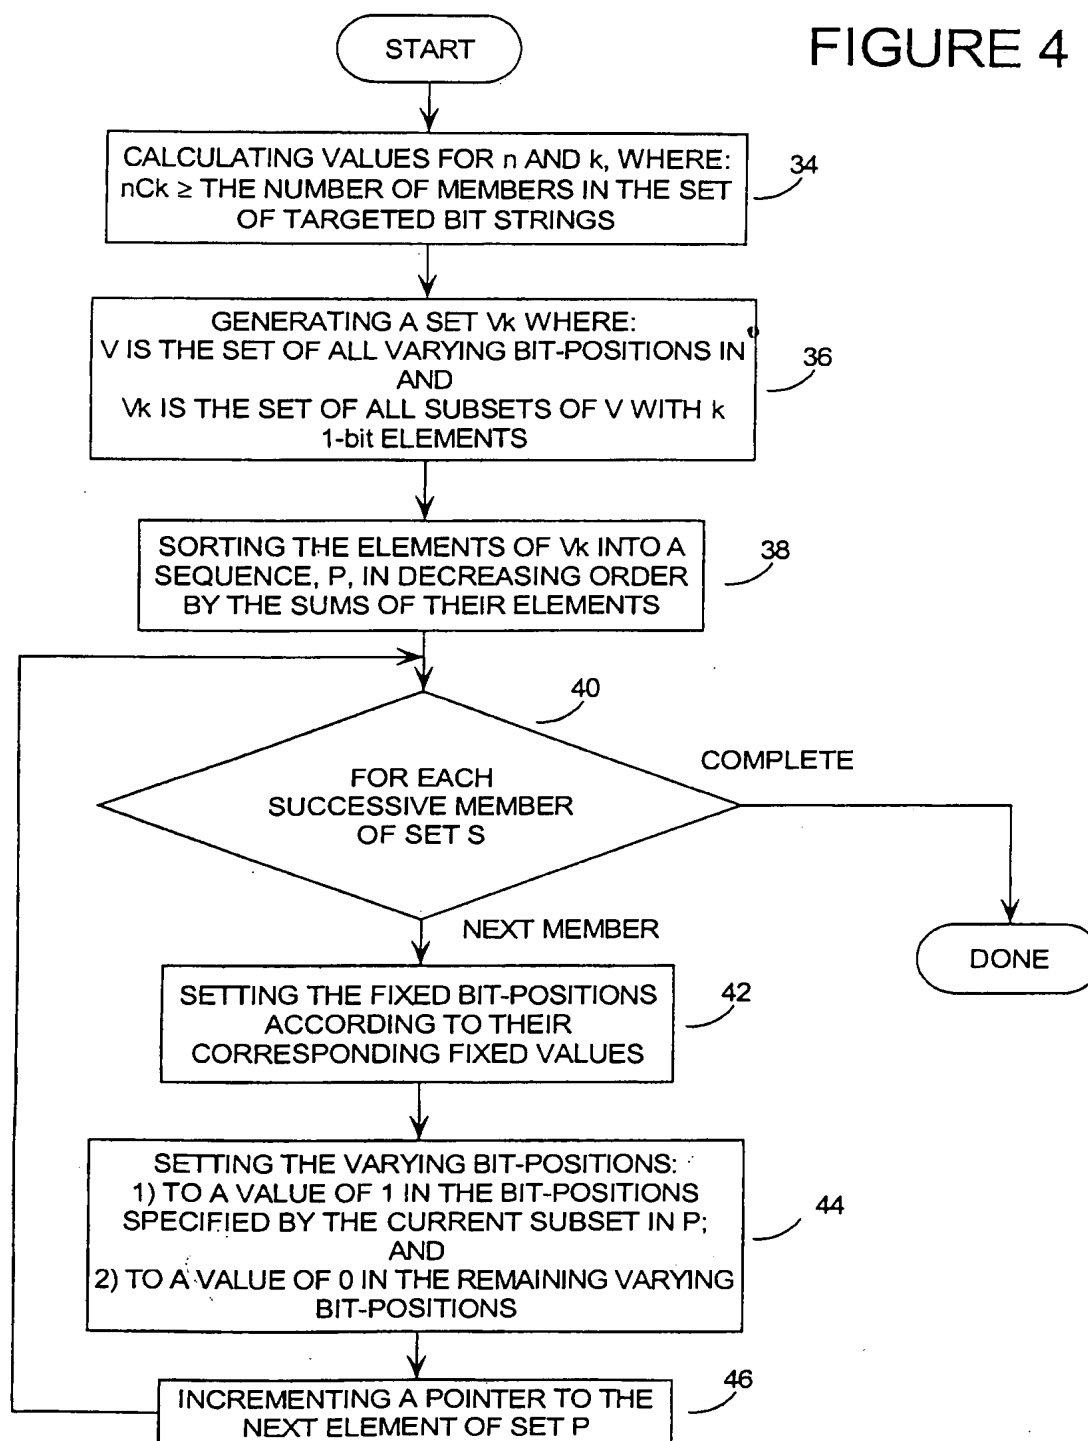 FIGURE 4
START
CALCULATING VALUES FOR n AND k, WHERE:
nCk ≥ THE NUMBER OF MEMBERS IN THE SET
OF TARGETED BIT STRINGS
34
GENERATING A SET Vk WHERE:
V IS THE SET OF ALL VARYING BIT-POSITIONS IN
AND
Vk IS THE SET OF ALL SUBSETS OF V WITH k
1-bit ELEMENTS
36
SORTING THE ELEMENTS OF Vk INTO A
SEQUENCE, P, IN DECREASING ORDER
BY THE SUMS OF THEIR ELEMENTS
38
40
FOR EACH
SUCCESSIVE MEMBER
OF SET S
COMPLETE
NEXT MEMBER
DONE
SETTING THE FIXED BIT-POSITIONS
ACCORDING TO THEIR
CORRESPONDING FIXED VALUES
42
SETTING THE VARYING BIT-POSITIONS:
1) TO A VALUE OF 1 IN THE BIT-POSITIONS
SPECIFIED BY THE CURRENT SUBSET IN P;
AND
2) TO A VALUE OF 0 IN THE REMAINING VARYING
BIT-POSITIONS
44
INCREMENTING A POINTER TO THE
NEXT ELEMENT OF SET P
46